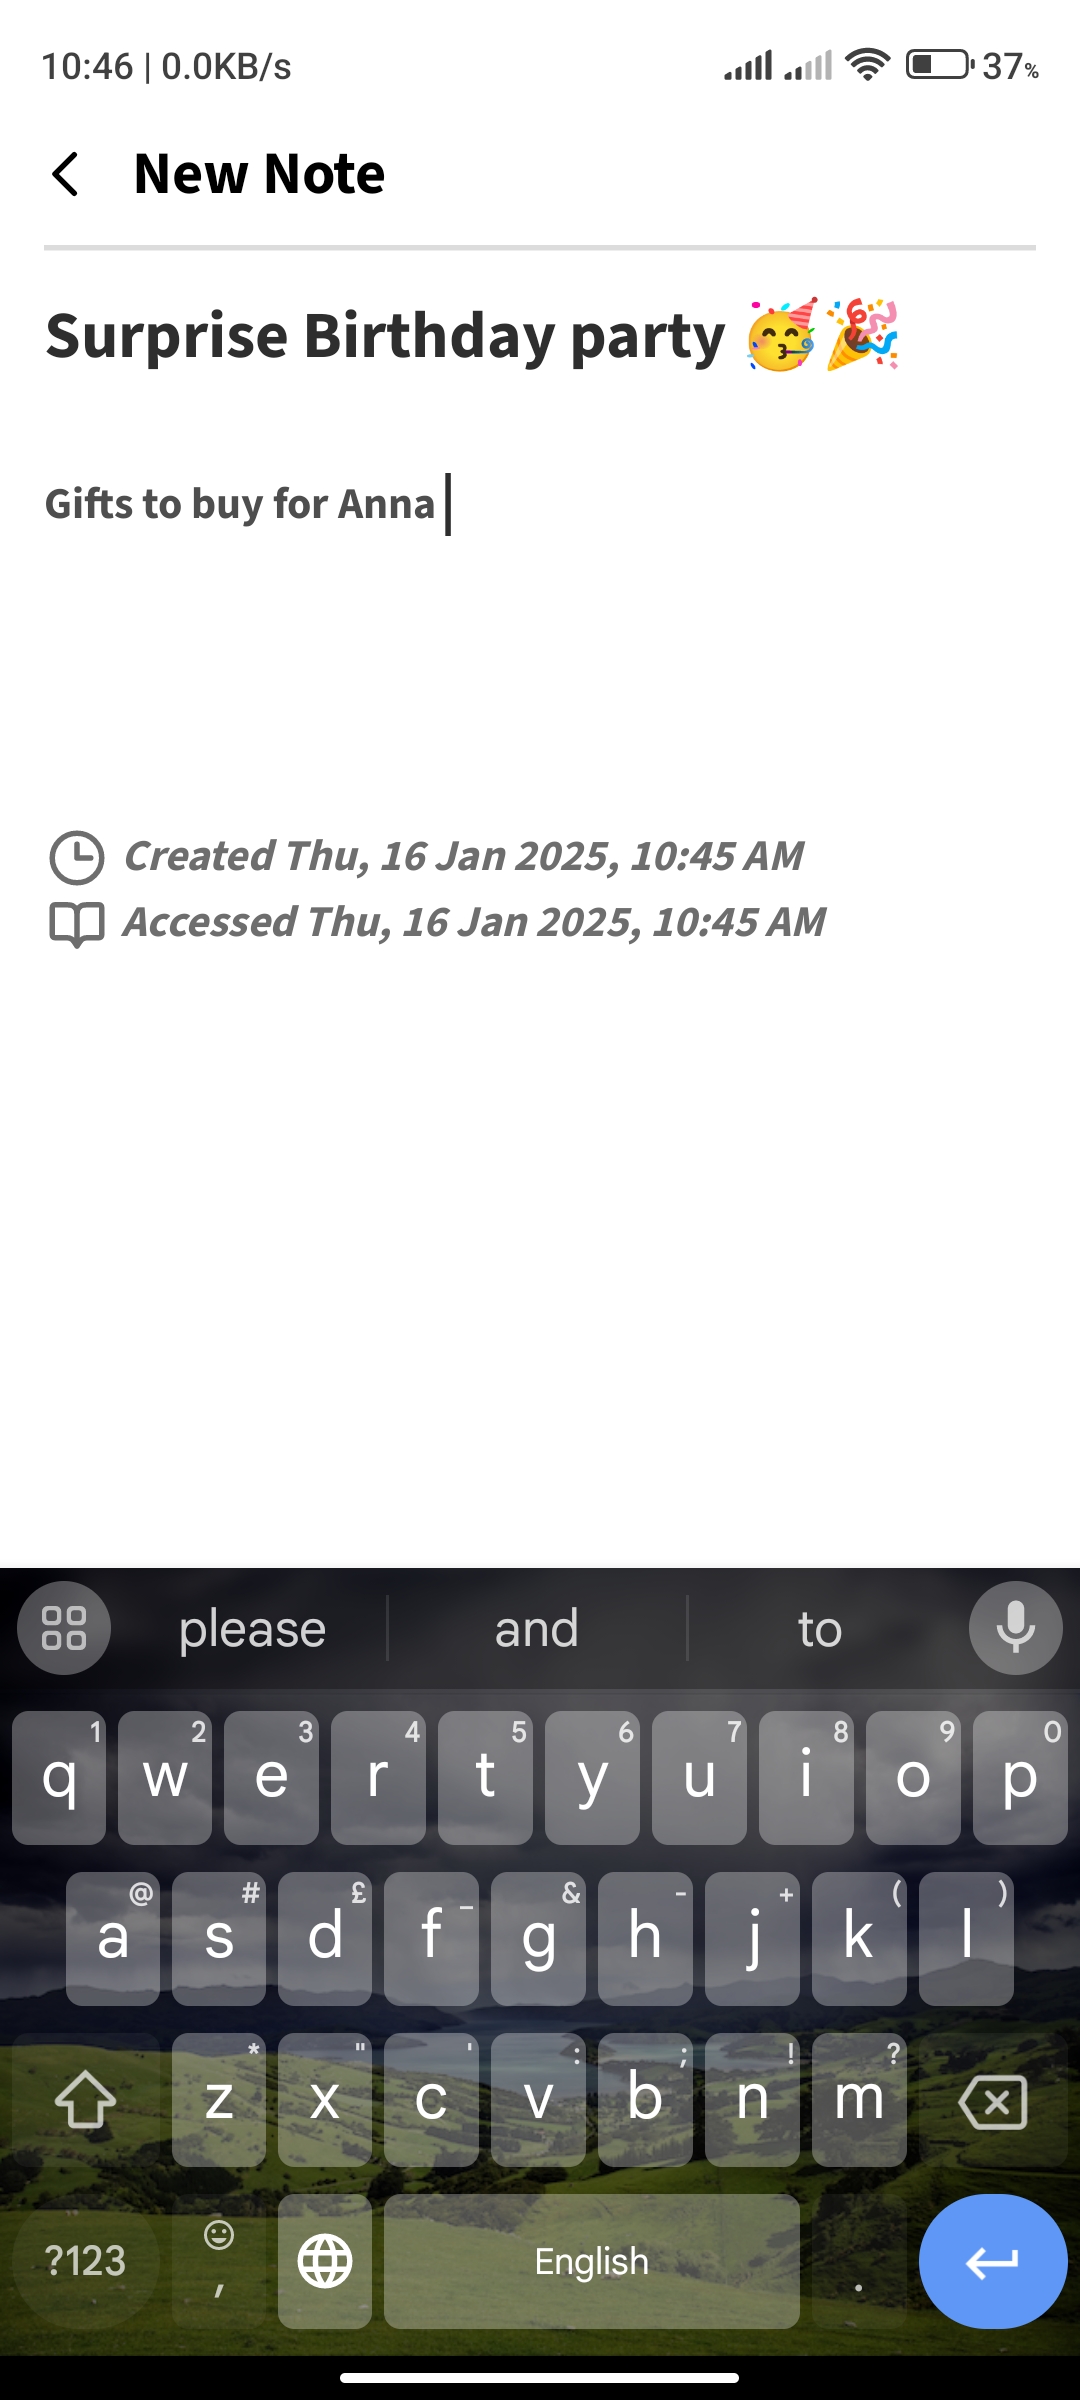 10:46 | 0.0KB/s 37%
New Note
Surprise Birthday party 🥳🎉
Gifts to buy for Anna
Created Thu, 16 Jan 2025, 10:45 AM
Accessed Thu, 16 Jan 2025, 10:45 AM
please and to
1 2 3 4 5 6 7 8 9 0
q w e r t y u i o p
@ # £ _ & - + ( )
a s d f g h j k l
* " ' : ; ! ?
z x c v b n m
?123 , English .